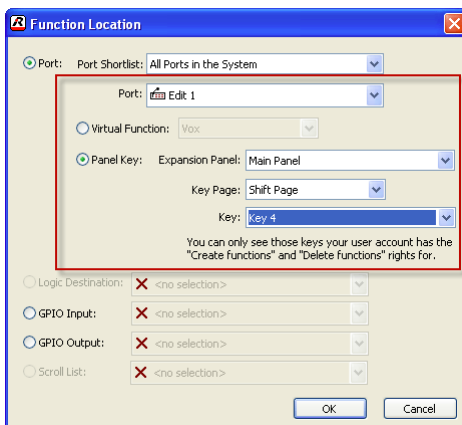 Function Location
Port: Port Shortlist: All Ports in the System
Port: Edit 1
Virtual Function: Vox
Panel Key: Expansion Panel: Main Panel
Key Page: Shift Page
Key: Key 4
You can only see those keys your user account has the
"Create functions" and "Delete functions" rights for.
Logic Destination: <no selection>
GPIO Input: <no selection>
GPIO Output: <no selection>
Scroll List: <no selection>
OK Cancel